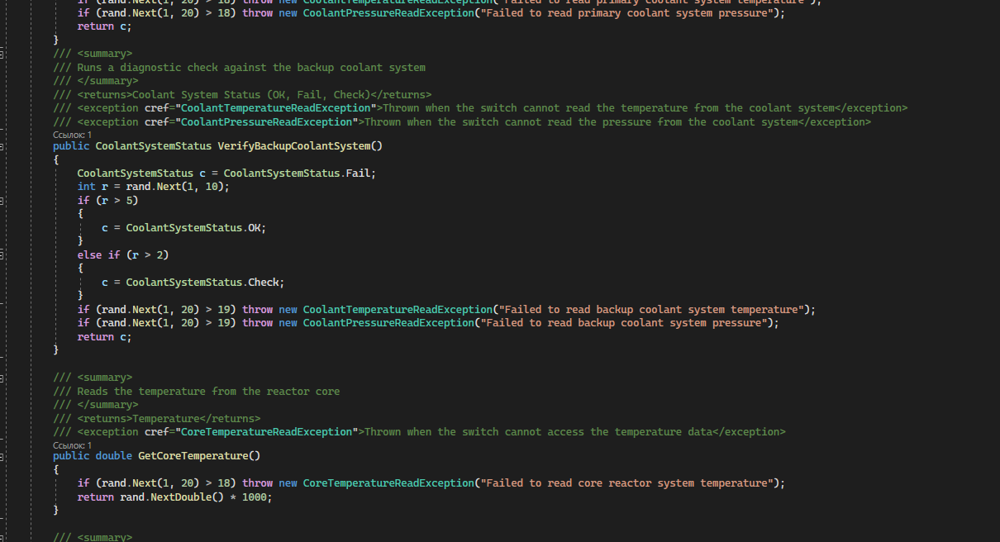 if (rand.Next(1, 20) > 18) throw new CoolantTemperatureReadException("Failed to read primary coolant system temperature");
if (rand.Next(1, 20) > 18) throw new CoolantPressureReadException("Failed to read primary coolant system pressure");
return c;
}
/// <summary>
/// Runs a diagnostic check against the backup coolant system
/// </summary>
/// <returns>Coolant System Status (OK, Fail, Check)</returns>
/// <exception cref="CoolantTemperatureReadException">Thrown when the switch cannot read the temperature from the coolant system</exception>
/// <exception cref="CoolantPressureReadException">Thrown when the switch cannot read the pressure from the coolant system</exception>
Ссылок: 1
public CoolantSystemStatus VerifyBackupCoolantSystem()
{
CoolantSystemStatus c = CoolantSystemStatus.Fail;
int r = rand.Next(1, 10);
if (r > 5)
{
c = CoolantSystemStatus.OK;
}
else if (r > 2)
{
c = CoolantSystemStatus.Check;
}
if (rand.Next(1, 20) > 19) throw new CoolantTemperatureReadException("Failed to read backup coolant system temperature");
if (rand.Next(1, 20) > 19) throw new CoolantPressureReadException("Failed to read backup coolant system pressure");
return c;
}
/// <summary>
/// Reads the temperature from the reactor core
/// </summary>
/// <returns>Temperature</returns>
/// <exception cref="CoreTemperatureReadException">Thrown when the switch cannot access the temperature data</exception>
Ссылок: 1
public double GetCoreTemperature()
{
if (rand.Next(1, 20) > 18) throw new CoreTemperatureReadException("Failed to read core reactor system temperature");
return rand.NextDouble() * 1000;
}
/// <summary>